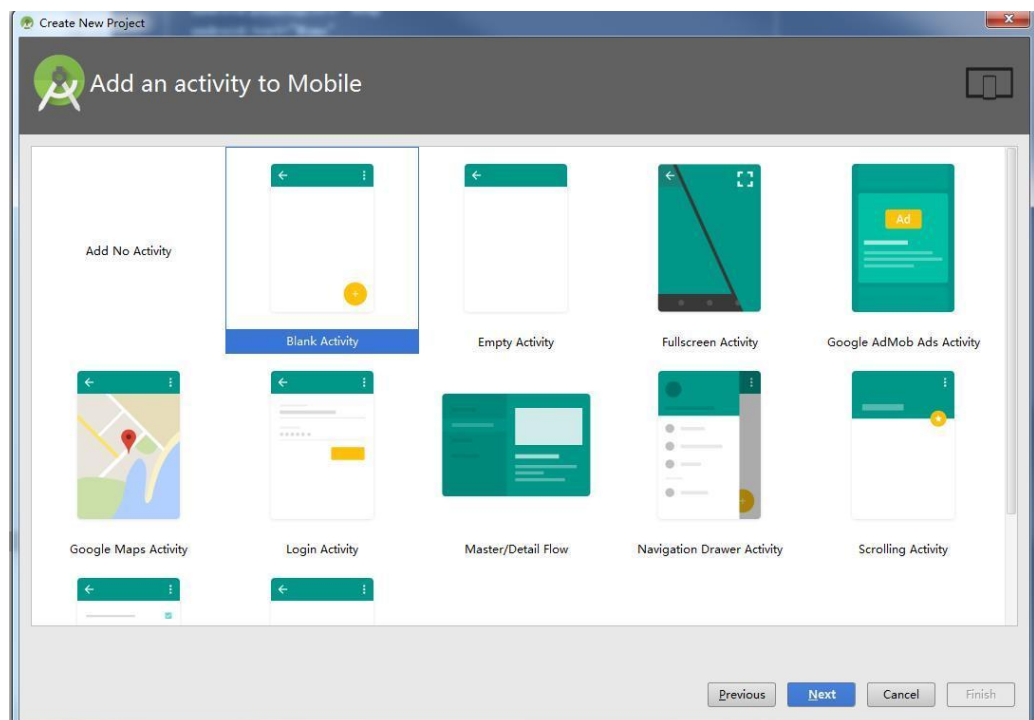 Create New Project
Add an activity to Mobile
Add No Activity
Blank Activity
Empty Activity
Ad
Fullscreen Activity
Google AdMob Ads Activity
Google Maps Activity
Login Activity
Master/Detail Flow
Navigation Drawer Activity
Scrolling Activity
Previous
Next
Cancel
Finish